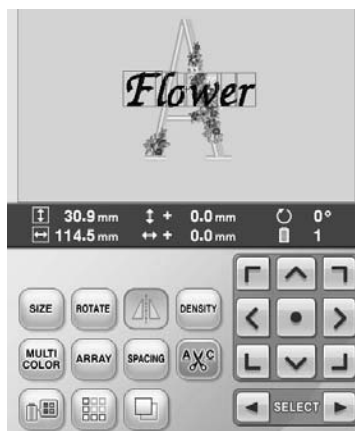 A
Flower
30.9 mm + 0.0 mm 0°
114.5 mm + 0.0 mm 1
SIZE ROTATE DENSITY
MULTI COLOR ARRAY SPACING A C
SELECT